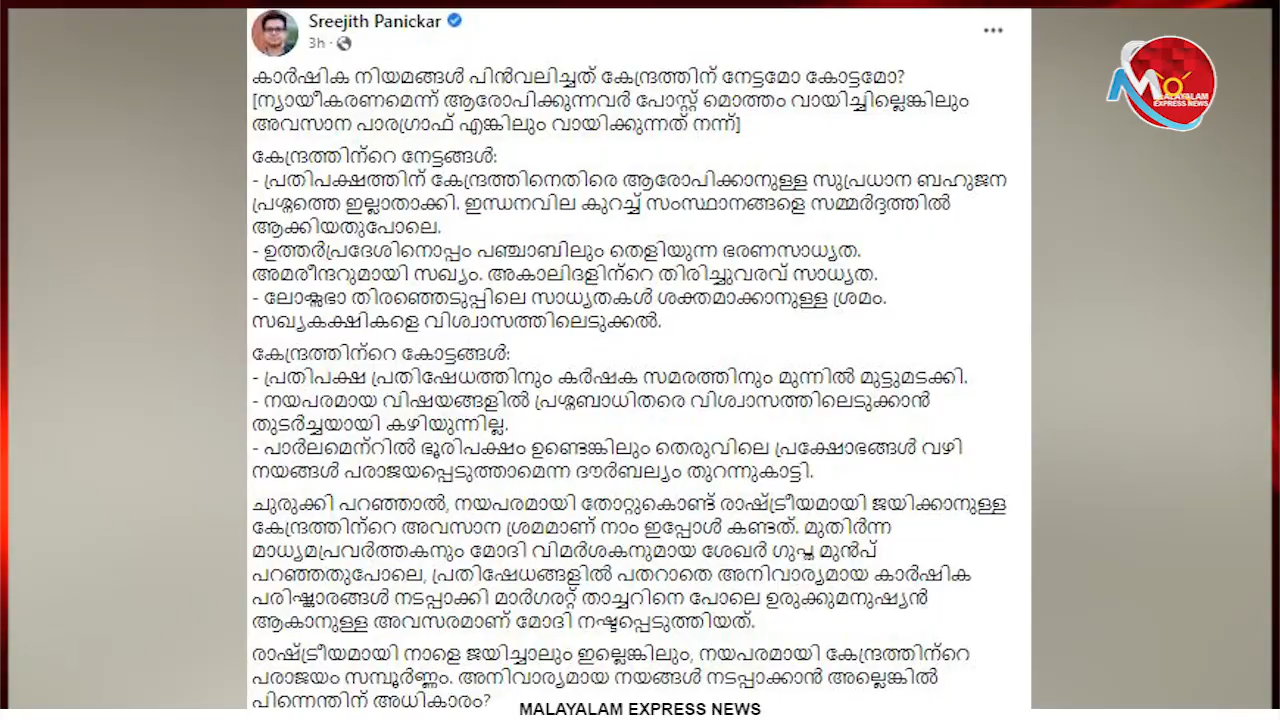 Sreejith Panickar
3h ·
കാർഷിക നിയമങ്ങൾ പിൻവലിച്ചത് കേന്ദ്രത്തിന് നേട്ടമോ കോട്ടമോ?
[ന്യായീകരണമെന്ന് ആരോപിക്കുന്നവർ പോസ്റ്റ് മൊത്തം വായിച്ചില്ലെങ്കിലും
അവസാന പാരഗ്രാഫ് എങ്കിലും വായിക്കുന്നത് നന്ന്]
കേന്ദ്രത്തിന്റെ നേട്ടങ്ങൾ:
- പ്രതിപക്ഷത്തിന് കേന്ദ്രത്തിനെതിരെ ആരോപിക്കാനുള്ള സുപ്രധാന ബഹുജന
പ്രശ്നത്തെ ഇല്ലാതാക്കി. ഇന്ധനവില കുറച്ച് സംസ്ഥാനങ്ങളെ സമ്മർദ്ദത്തിൽ
ആക്കിയതുപോലെ.
- ഉത്തർപ്രദേശിനൊപ്പം പഞ്ചാബിലും തെളിയുന്ന ഭരണസാധ്യത.
അമരീന്ദറുമായി സഖ്യം. അകാലിദളിന്റെ തിരിച്ചുവരവ് സാധ്യത.
- ലോക്സഭാ തിരഞ്ഞെടുപ്പിലെ സാധ്യതകൾ ശക്തമാക്കാനുള്ള ശ്രമം.
സഖ്യകക്ഷികളെ വിശ്വാസത്തിലെടുക്കൽ.
കേന്ദ്രത്തിന്റെ കോട്ടങ്ങൾ:
- പ്രതിപക്ഷ പ്രതിഷേധത്തിനും കർഷക സമരത്തിനും മുന്നിൽ മുട്ടുമടക്കി.
- നയപരമായ വിഷയങ്ങളിൽ പ്രശ്നബാധിതരെ വിശ്വാസത്തിലെടുക്കാൻ
തുടർച്ചയായി കഴിയുന്നില്ല.
- പാർലമെന്റിൽ ഭൂരിപക്ഷം ഉണ്ടെങ്കിലും തെരുവിലെ പ്രക്ഷോഭങ്ങൾ വഴി
നയങ്ങൾ പരാജയപ്പെടുത്താമെന്ന ദൗർബല്യം തുറന്നുകാട്ടി.
ചുരുക്കി പറഞ്ഞാൽ, നയപരമായി തോറ്റുകൊണ്ട് രാഷ്ട്രീയമായി ജയിക്കാനുള്ള
കേന്ദ്രത്തിന്റെ അവസാന ശ്രമമാണ് നാം ഇപ്പോൾ കണ്ടത്. മുതിർന്ന
മാധ്യമപ്രവർത്തകനും മോദി വിമർശകനുമായ ശേഖർ ഗുപ്ത മുൻപ്
പറഞ്ഞതുപോലെ, പ്രതിഷേധങ്ങളിൽ പതറാതെ അനിവാര്യമായ കാർഷിക
പരിഷ്കാരങ്ങൾ നടപ്പാക്കി മാർഗരറ്റ് താച്ചറിനെ പോലെ ഉരുക്കുമനുഷ്യൻ
ആകാനുള്ള അവസരമാണ് മോദി നഷ്ടപ്പെടുത്തിയത്.
രാഷ്ട്രീയമായി നാളെ ജയിച്ചാലും ഇല്ലെങ്കിലും, നയപരമായി കേന്ദ്രത്തിന്റെ
പരാജയം സമ്പൂർണ്ണം. അനിവാര്യമായ നയങ്ങൾ നടപ്പാക്കാൻ അല്ലെങ്കിൽ
പിന്നെന്തിന് അധികാരം?
MALAYALAM
EXPRESS NEWS
MALAYALAM EXPRESS NEWS